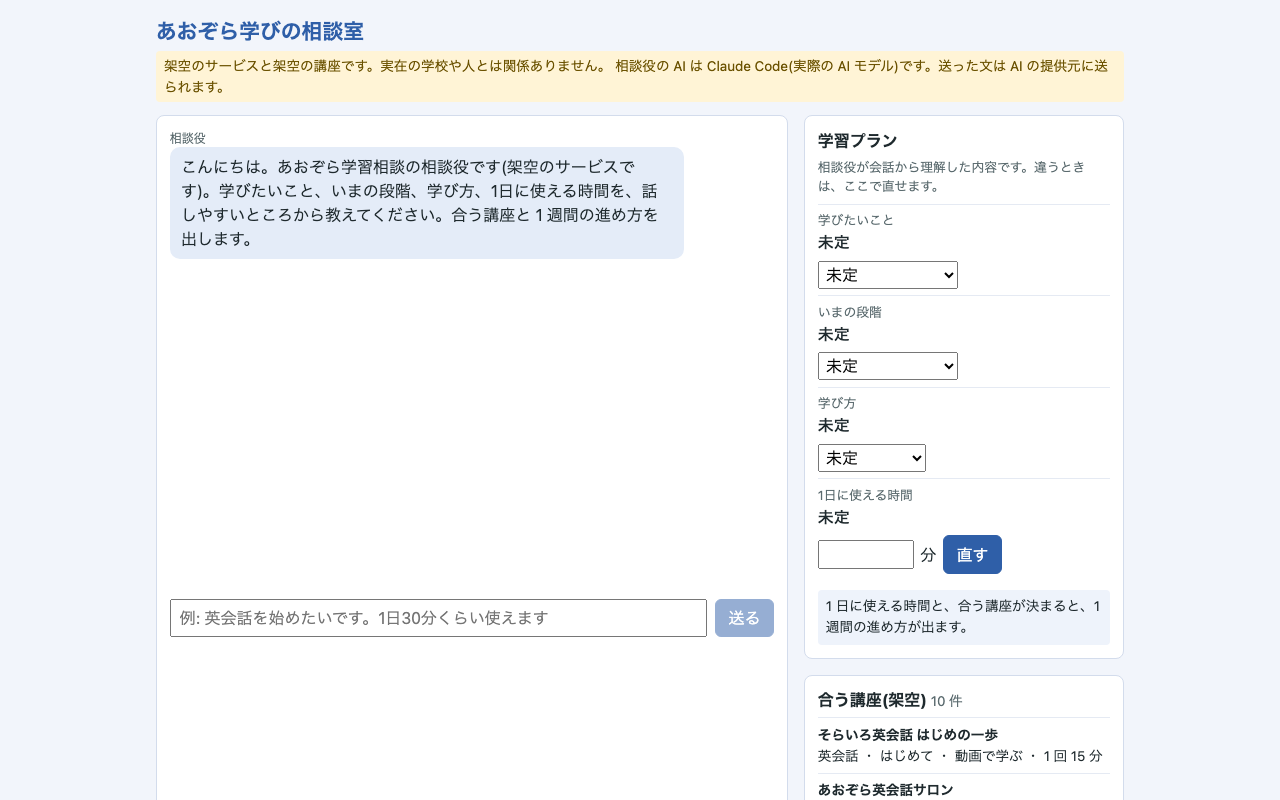 あおぞら学びの相談室
架空のサービスと架空の講座です。実在の学校や人とは関係ありません。 相談役の AI は Claude Code(実際の AI モデル)です。送った文は AI の提供元に送
られます。
相談役
こんにちは。あおぞら学習相談の相談役です(架空のサービスで
す)。学びたいこと、いまの段階、学び方、1日に使える時間を、話
しやすいところから教えてください。合う講座と 1 週間の進め方を
出します。
例: 英会話を始めたいです。1日30分くらい使えます
送る
学習プラン
相談役が会話から理解した内容です。違うとき
は、ここで直せます。
学びたいこと
未定
未定
いまの段階
未定
未定
学び方
未定
未定
1日に使える時間
未定
分 直す
1 日に使える時間と、合う講座が決まると、1
週間の進め方が出ます。
合う講座(架空) 10 件
そらいろ英会話 はじめの一歩
英会話 ・ はじめて ・ 動画で学ぶ ・ 1 回 15 分
あおぞら英会話サロン